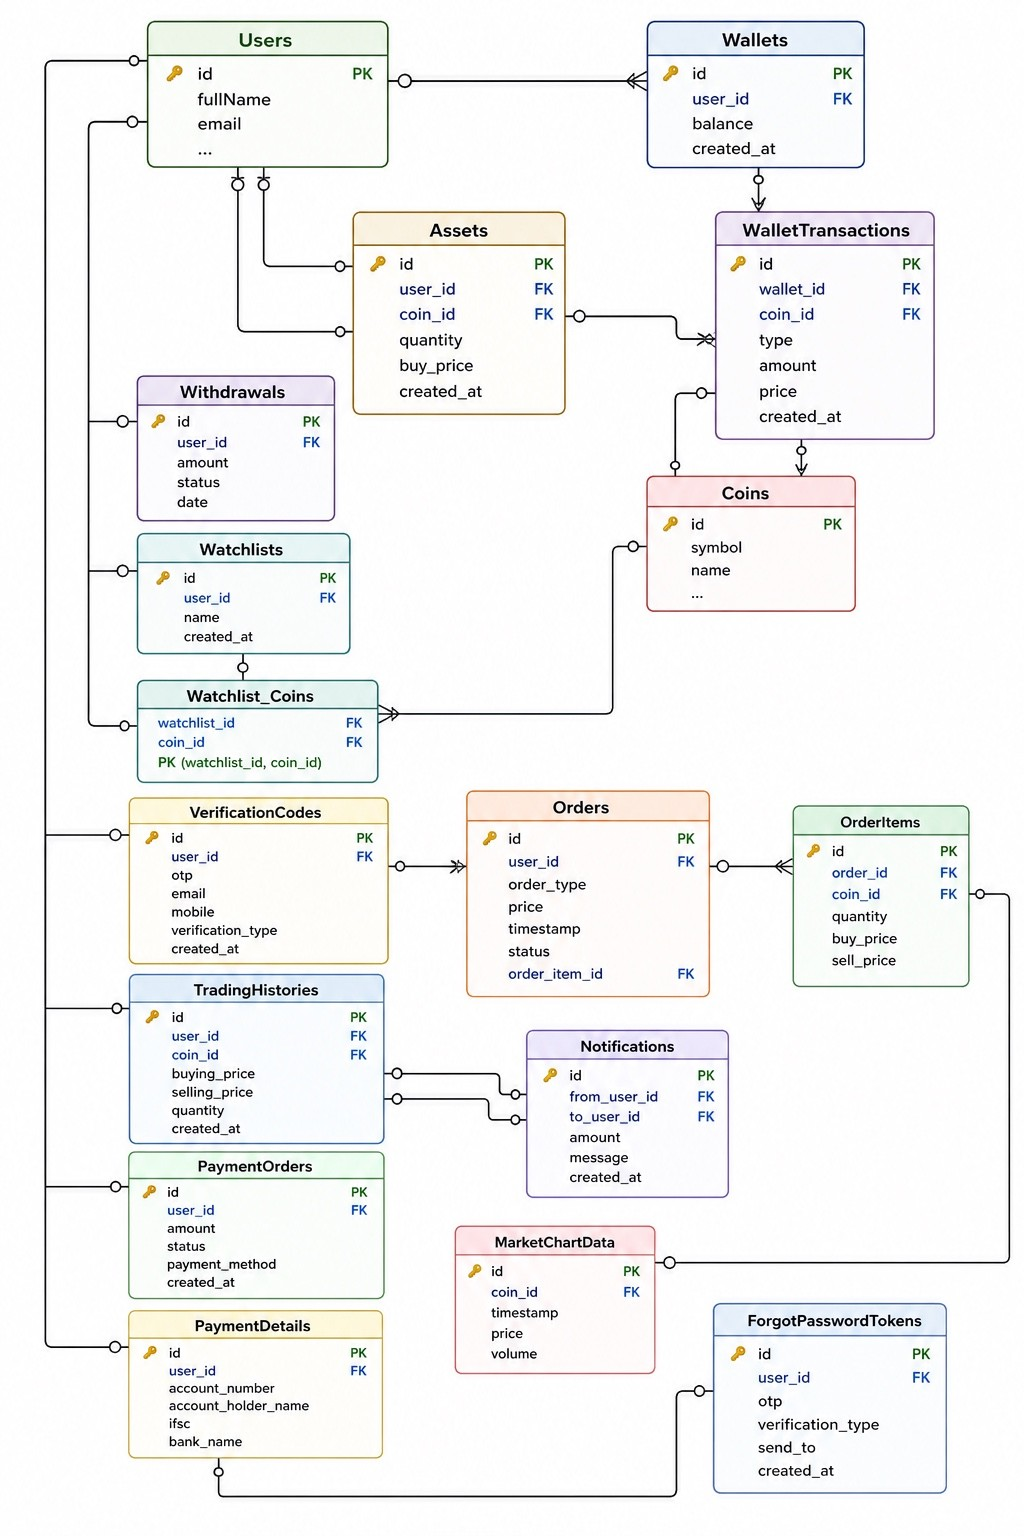 Users
id PK
fullName
email
...
Wallets
id PK
user_id FK
balance
created_at
Assets
id PK
user_id FK
coin_id FK
quantity
buy_price
created_at
WalletTransactions
id PK
wallet_id FK
coin_id FK
type
amount
price
created_at
Withdrawals
id PK
user_id FK
amount
status
date
Coins
id PK
symbol
name
...
Watchlists
id PK
user_id FK
name
created_at
Watchlist_Coins
watchlist_id FK
coin_id FK
PK (watchlist_id, coin_id)
VerificationCodes
id PK
user_id FK
otp
email
mobile
verification_type
created_at
Orders
id PK
user_id FK
order_type
price
timestamp
status
order_item_id FK
OrderItems
id PK
order_id FK
coin_id FK
quantity
buy_price
sell_price
TradingHistories
id PK
user_id FK
coin_id FK
buying_price
selling_price
quantity
created_at
Notifications
id PK
from_user_id FK
to_user_id FK
amount
message
created_at
PaymentOrders
id PK
user_id FK
amount
status
payment_method
created_at
MarketChartData
id PK
coin_id FK
timestamp
price
volume
PaymentDetails
id PK
user_id FK
account_number
account_holder_name
ifsc
bank_name
ForgotPasswordTokens
id PK
user_id FK
otp
verification_type
send_to
created_at